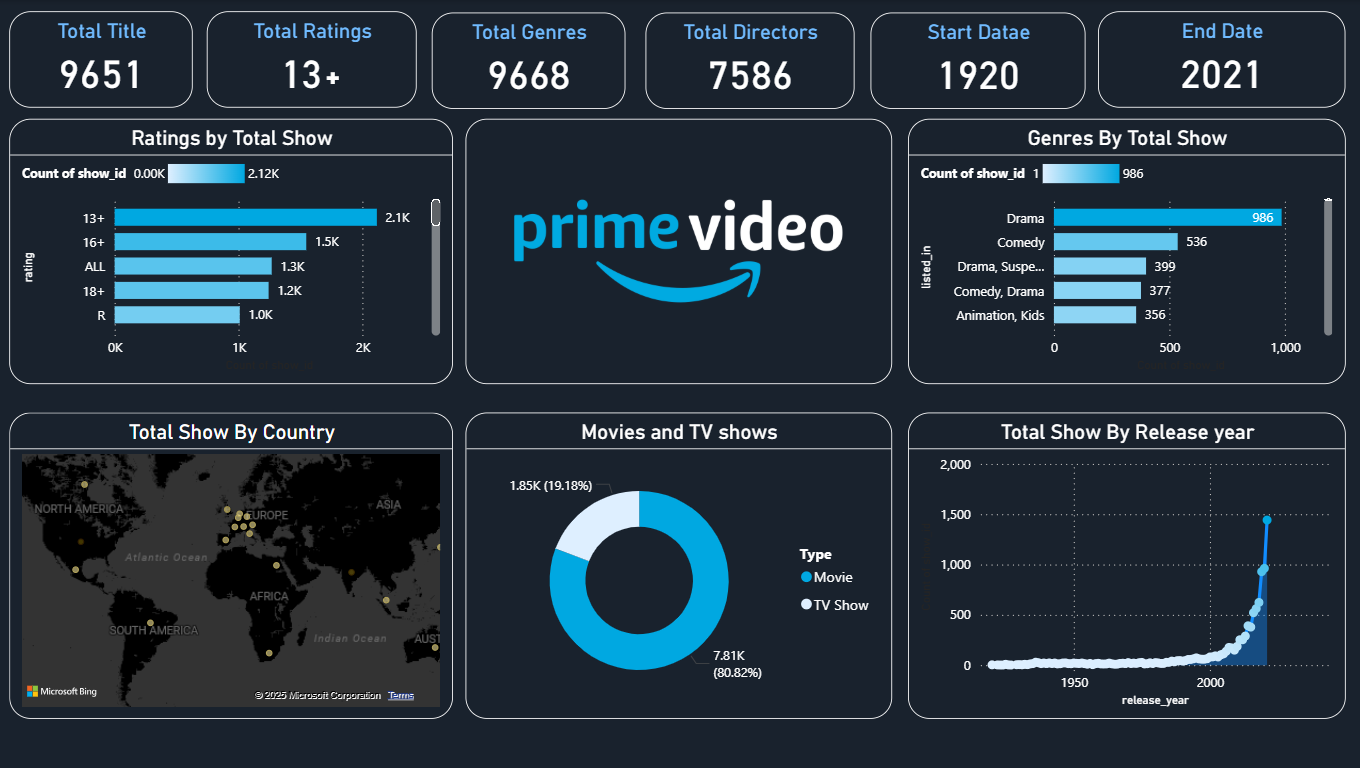 Total Title
9651
Total Ratings
13+
Total Genres
9668
Total Directors
7586
Start Datae
1920
End Date
2021
Ratings by Total Show
Count of show_id 0.00K 2.12K
rating
13+ 2.1K
16+ 1.5K
ALL 1.3K
18+ 1.2K
R 1.0K
0K 1K 2K
prime video
Genres By Total Show
Count of show_id 1 986
listed_in
Drama 986
Comedy 536
Drama, Suspe... 399
Comedy, Drama 377
Animation, Kids 356
0 500 1,000
Total Show By Country
NORTH AMERICA
EUROPE
ASIA
Atlantic Ocean
AFRICA
SOUTH AMERICA
Indian Ocean
AUST
Microsoft Bing
© 2025 Microsoft Corporation Terms
Movies and TV shows
1.85K (19.18%)
Type
Movie
TV Show
7.81K
(80.82%)
Total Show By Release year
2,000
1,500
1,000
500
0
1950 2000
release_year